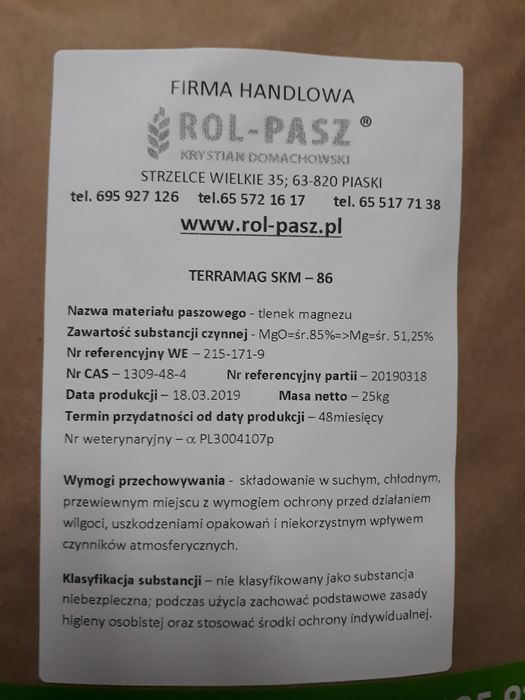 FIRMA HANDLOWA
ROL-PASZ ®
KRYSTIAN DOMACHOWSKI
STRZELCE WIELKIE 35; 63-820 PIASKI
tel. 695 927 126 tel.65 572 16 17 tel. 65 517 71 38
www.rol-pasz.pl
TERRAMAG SKM – 86
Nazwa materiału paszowego - tlenek magnezu
Zawartość substancji czynnej - MgO=śr.85%=>Mg=śr. 51,25%
Nr referencyjny WE – 215-171-9
Nr CAS – 1309-48-4 Nr referencyjny partii – 20190318
Data produkcji – 18.03.2019 Masa netto – 25kg
Termin przydatności od daty produkcji – 48miesięcy
Nr weterynaryjny – α PL3004107p
Wymogi przechowywania - składowanie w suchym, chłodnym,
przewiewnym miejscu z wymogiem ochrony przed działaniem
wilgoci, uszkodzeniami opakowań i niekorzystnym wpływem
czynników atmosferycznych.
Klasyfikacja substancji – nie klasyfikowany jako substancja
niebezpieczna; podczas użycia zachować podstawowe zasady
higieny osobistej oraz stosować środki ochrony indywidualnej.